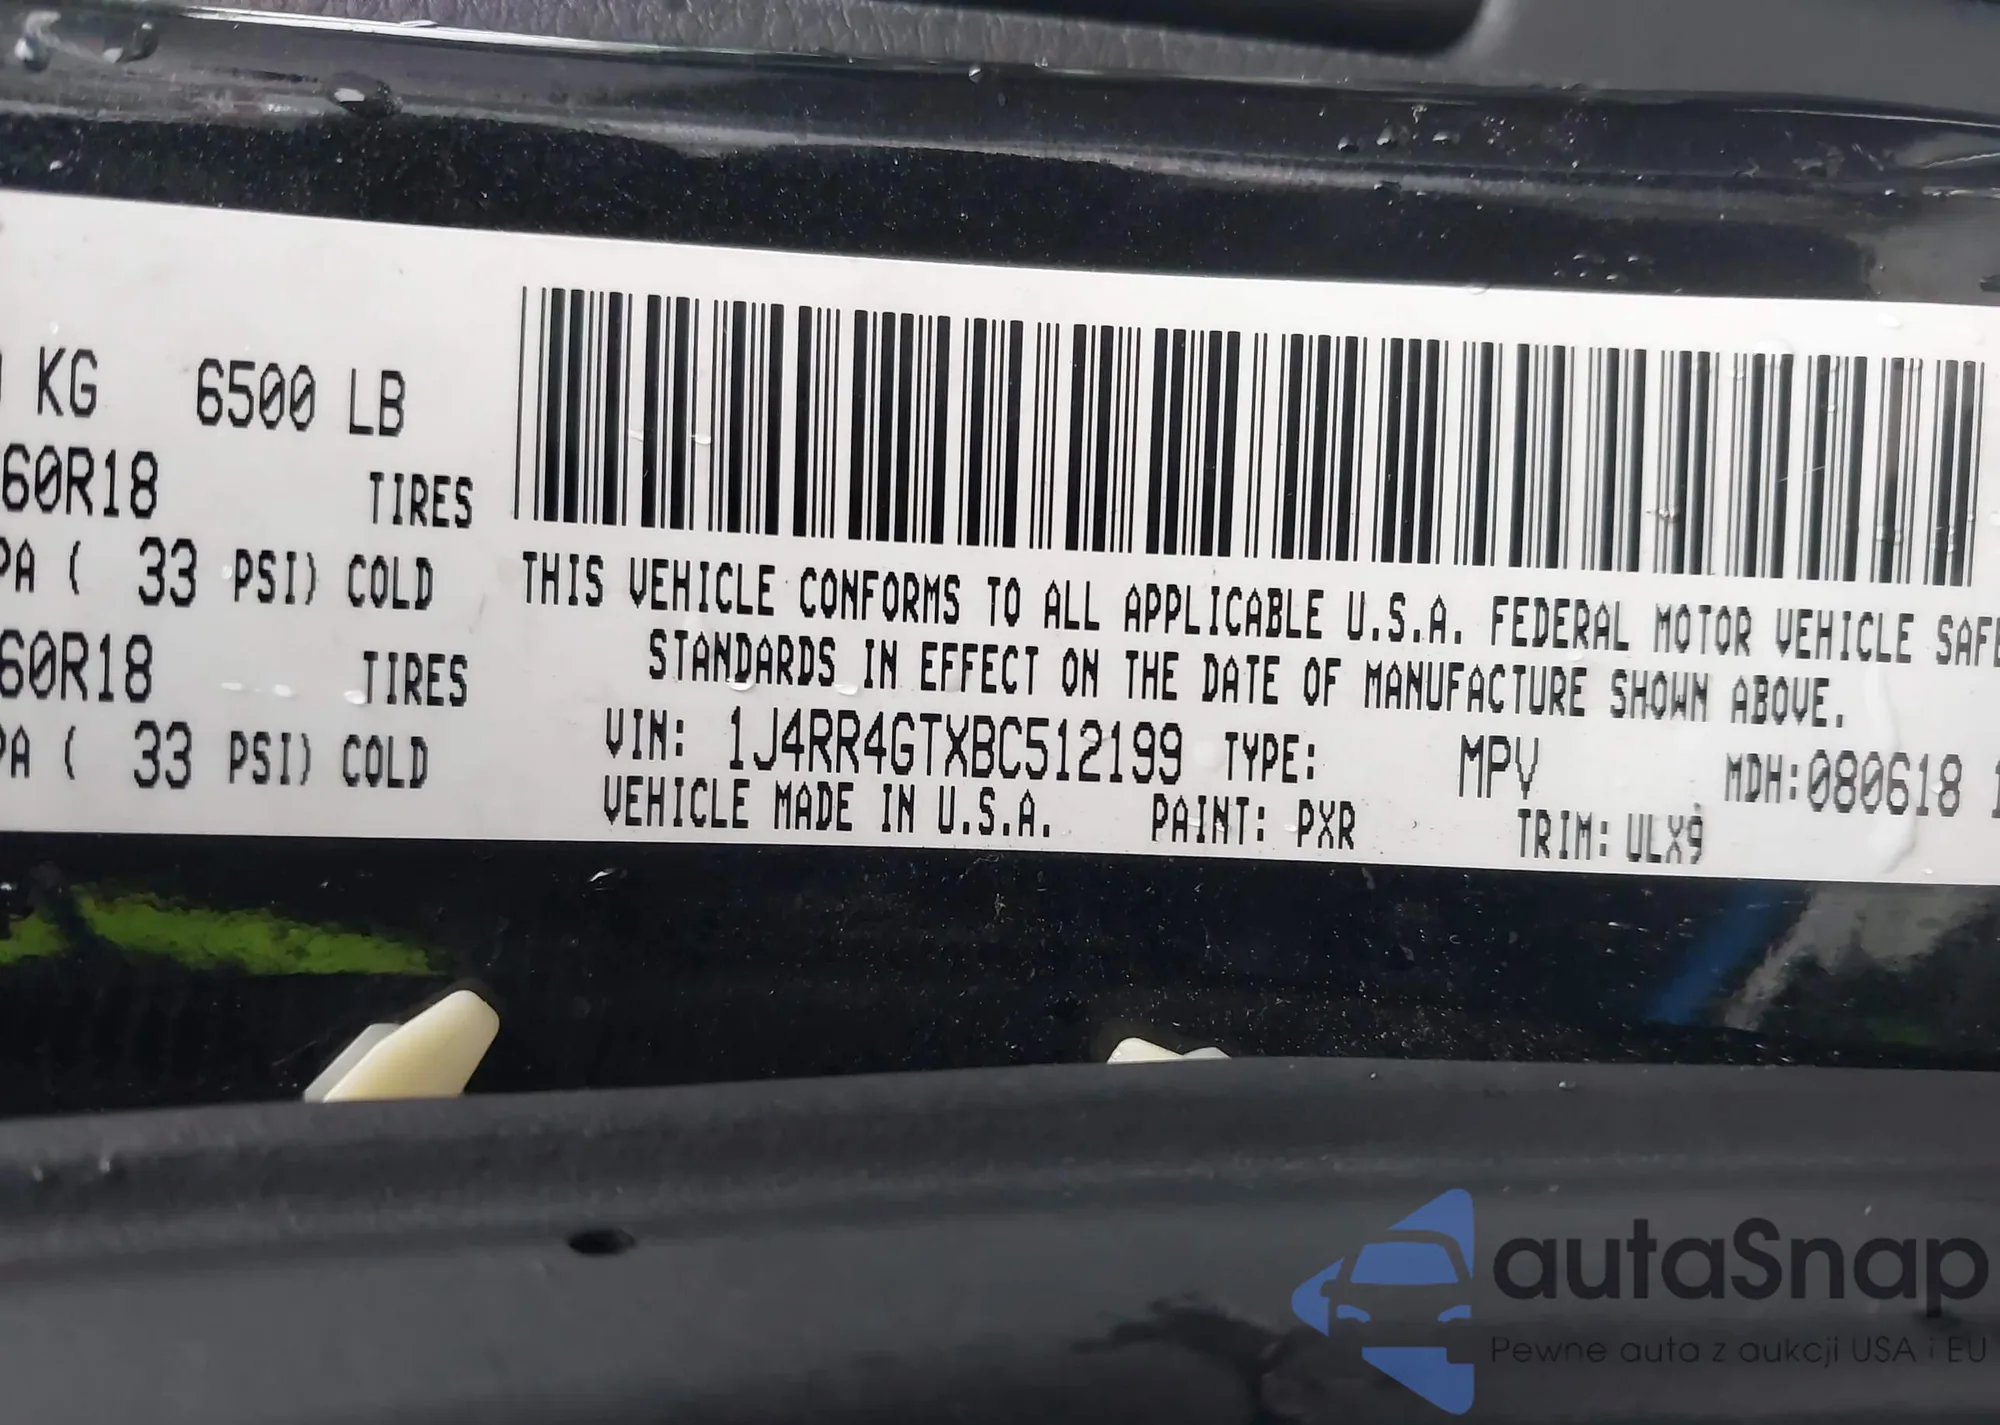 KG 6500 LB
60R18 TIRES
PA ( 33 PSI) COLD
60R18 TIRES
PA ( 33 PSI) COLD
THIS VEHICLE CONFORMS TO ALL APPLICABLE U.S.A. FEDERAL MOTOR VEHICLE SAFE
STANDARDS IN EFFECT ON THE DATE OF MANUFACTURE SHOWN ABOVE.
VIN: 1J4RR4GTXBC512199 TYPE: MPV MDH:080618 1
VEHICLE MADE IN U.S.A. PAINT: PXR TRIM: ULX9
autaSnap
Pewne auta z aukcji USA i EU